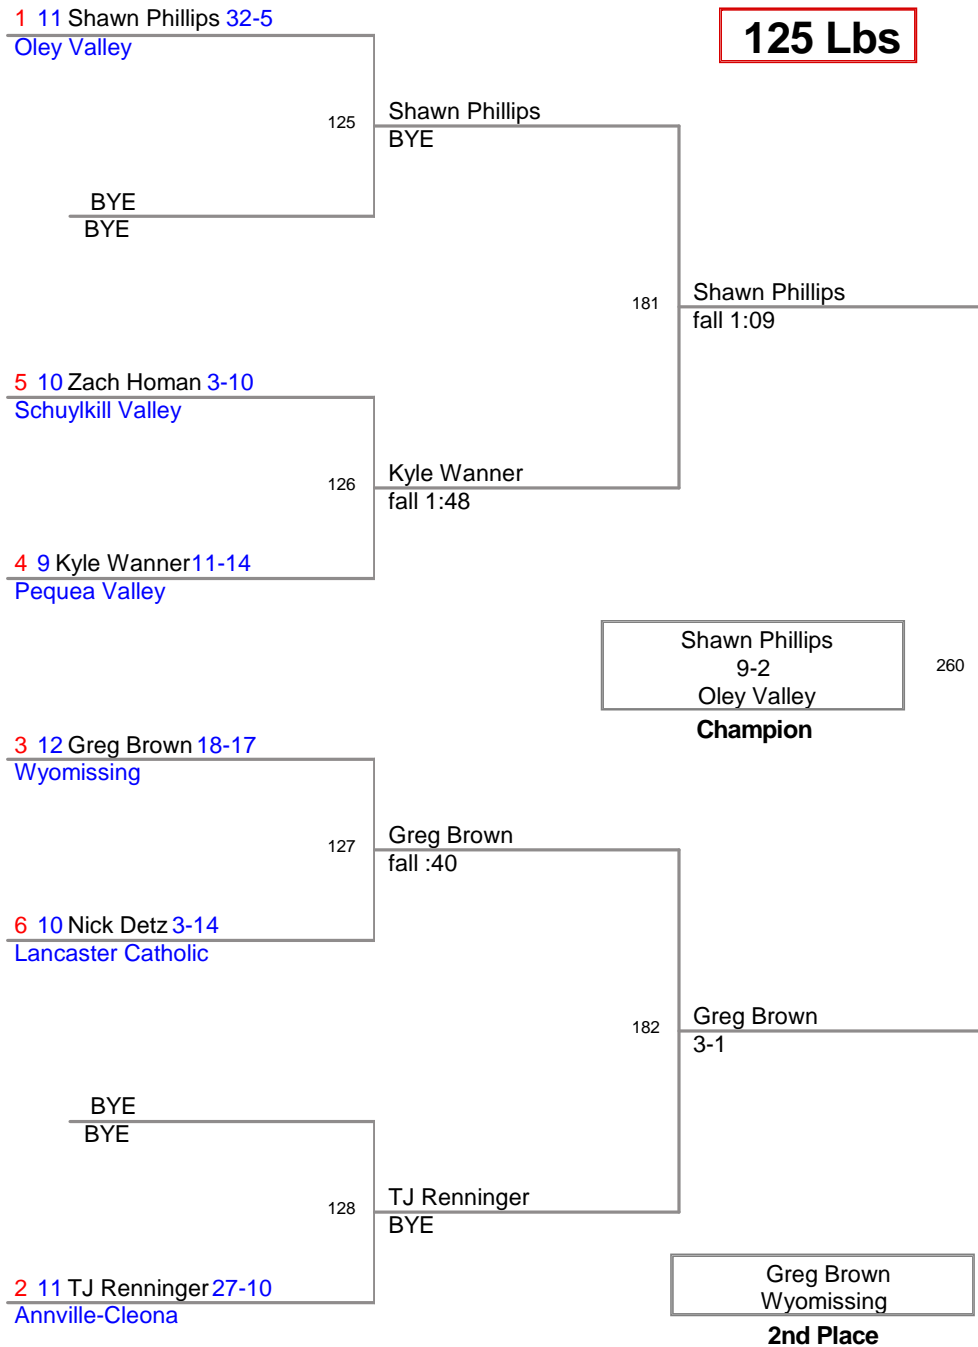 1 11 Shawn Phillips 32-5
Oley Valley
125 Lbs
125
Shawn Phillips
BYE
BYE
BYE
181
Shawn Phillips
fall 1:09
5 10 Zach Homan 3-10
Schuylkill Valley
126
Kyle Wanner
fall 1:48
4 9 Kyle Wanner 11-14
Pequea Valley
Shawn Phillips
9-2
Oley Valley
260
Champion
3 12 Greg Brown 18-17
Wyomissing
127
Greg Brown
fall :40
6 10 Nick Detz 3-14
Lancaster Catholic
182
Greg Brown
3-1
BYE
BYE
128
TJ Renninger
BYE
2 11 TJ Renninger 27-10
Annville-Cleona
Greg Brown
Wyomissing
2nd Place